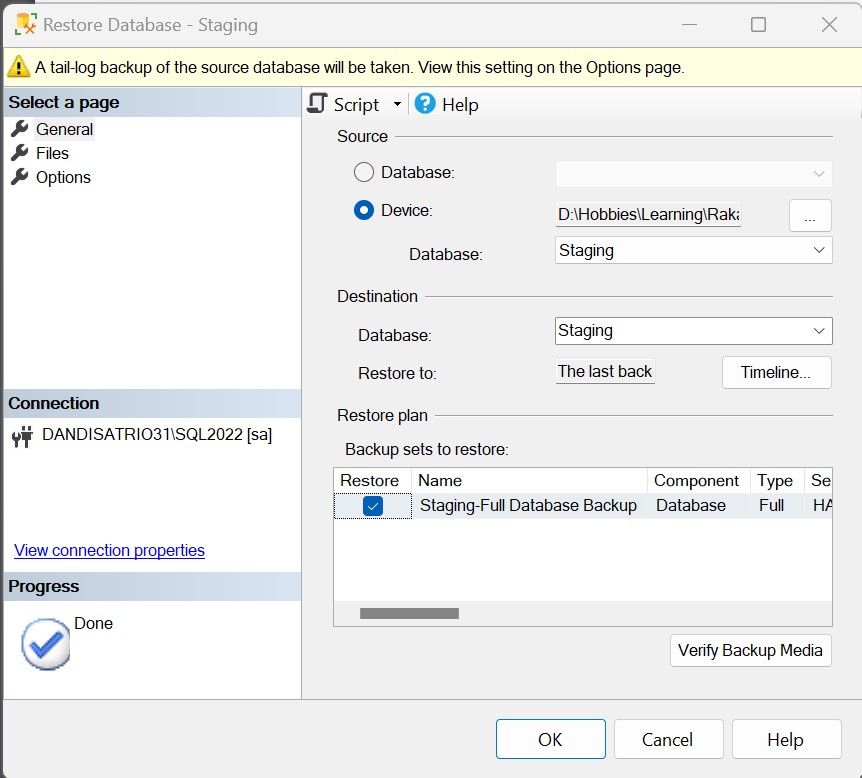 Restore Database - Staging
A tail-log backup of the source database will be taken. View this setting on the Options page.
Select a page
General
Files
Options
Script
Help
Source
Database:
Device:
D:\Hobbies\Learning\Raka
...
Database:
Staging
Destination
Database:
Staging
Restore to:
The last back
Timeline...
Restore plan
Backup sets to restore:
Restore Name Component Type Se
Staging-Full Database Backup Database Full HA
Verify Backup Media
Connection
DANDISATRIO31\SQL2022 [sa]
View connection properties
Progress
Done
OK
Cancel
Help